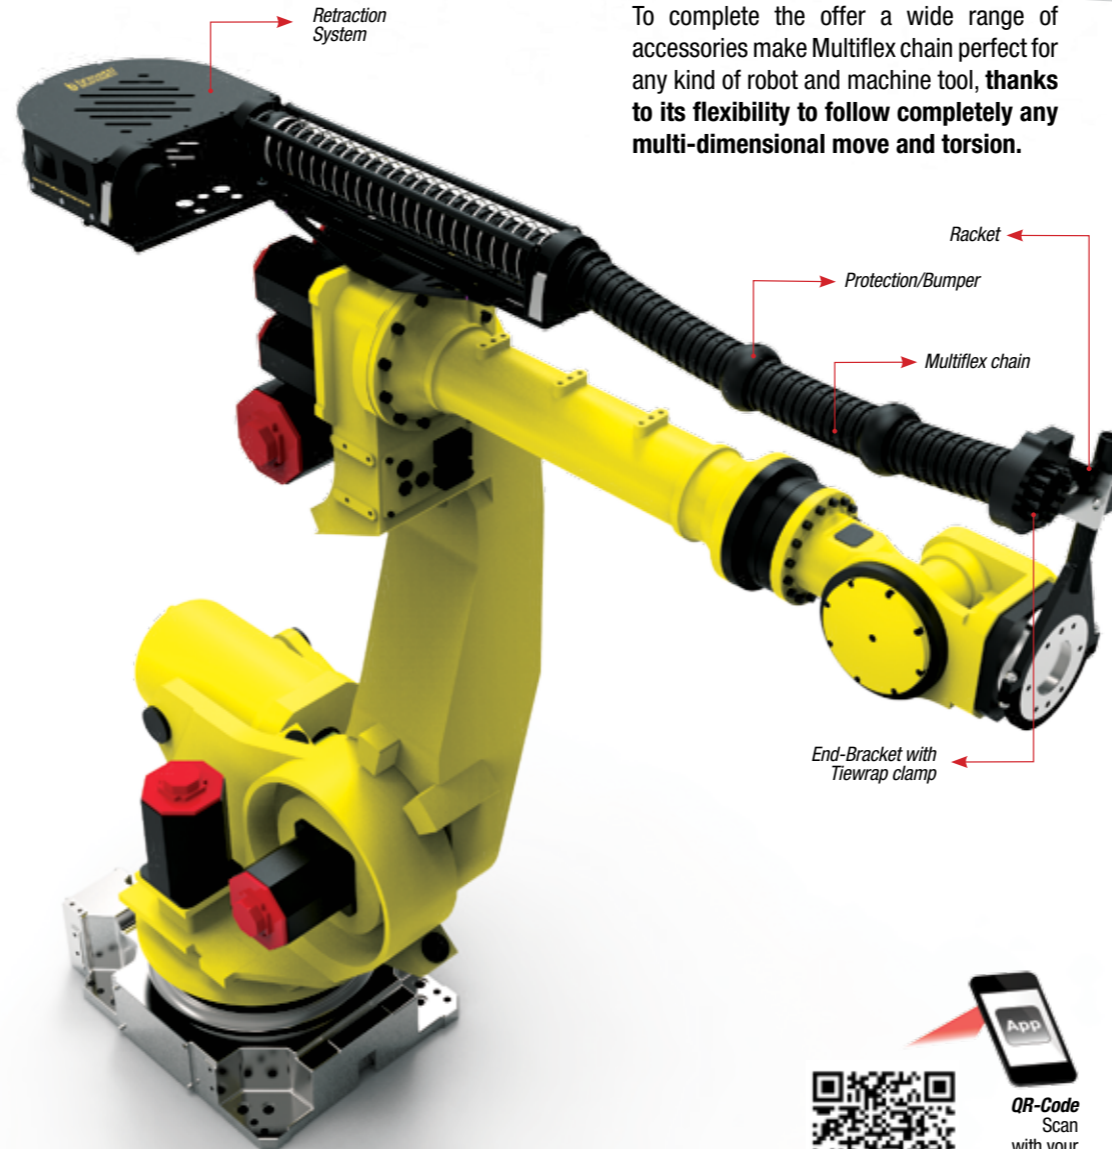 Retraction
System
To complete the offer a wide range of
accessories make Multiflex chain perfect for
any kind of robot and machine tool, thanks
to its flexibility to follow completely any
multi-dimensional move and torsion.
Racket
Protection/Bumper
Multiflex chain
End-Bracket with
Tiewrap clamp
App
QR-Code
Scan
with your